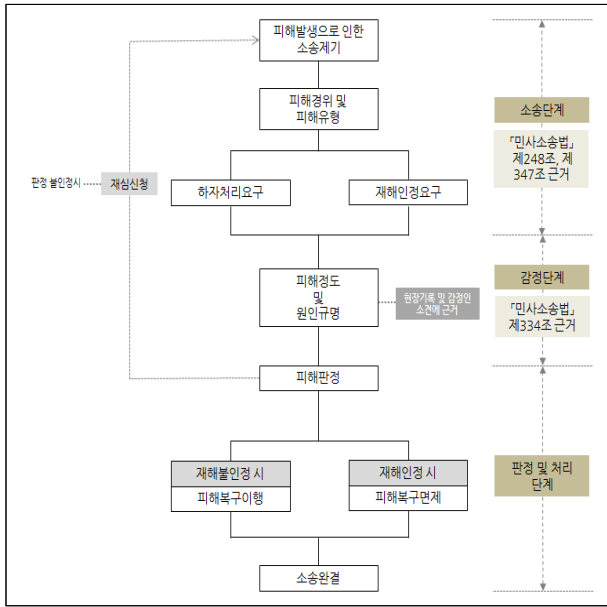 피해발생으로 인한
소송제기
피해경위 및
피해유형
소송단계
「민사소송법」
제248조, 제
347조 근거
판정 불인정시
재심신청
하자처리요구
재해인정요구
피해정도
및
원인규명
현장기록 및 감정인
소견에 근거
감정단계
「민사소송법」
제334조 근거
피해판정
재해불인정 시
피해복구이행
재해인정 시
피해복구면제
판정 및 처리
단계
소송완결